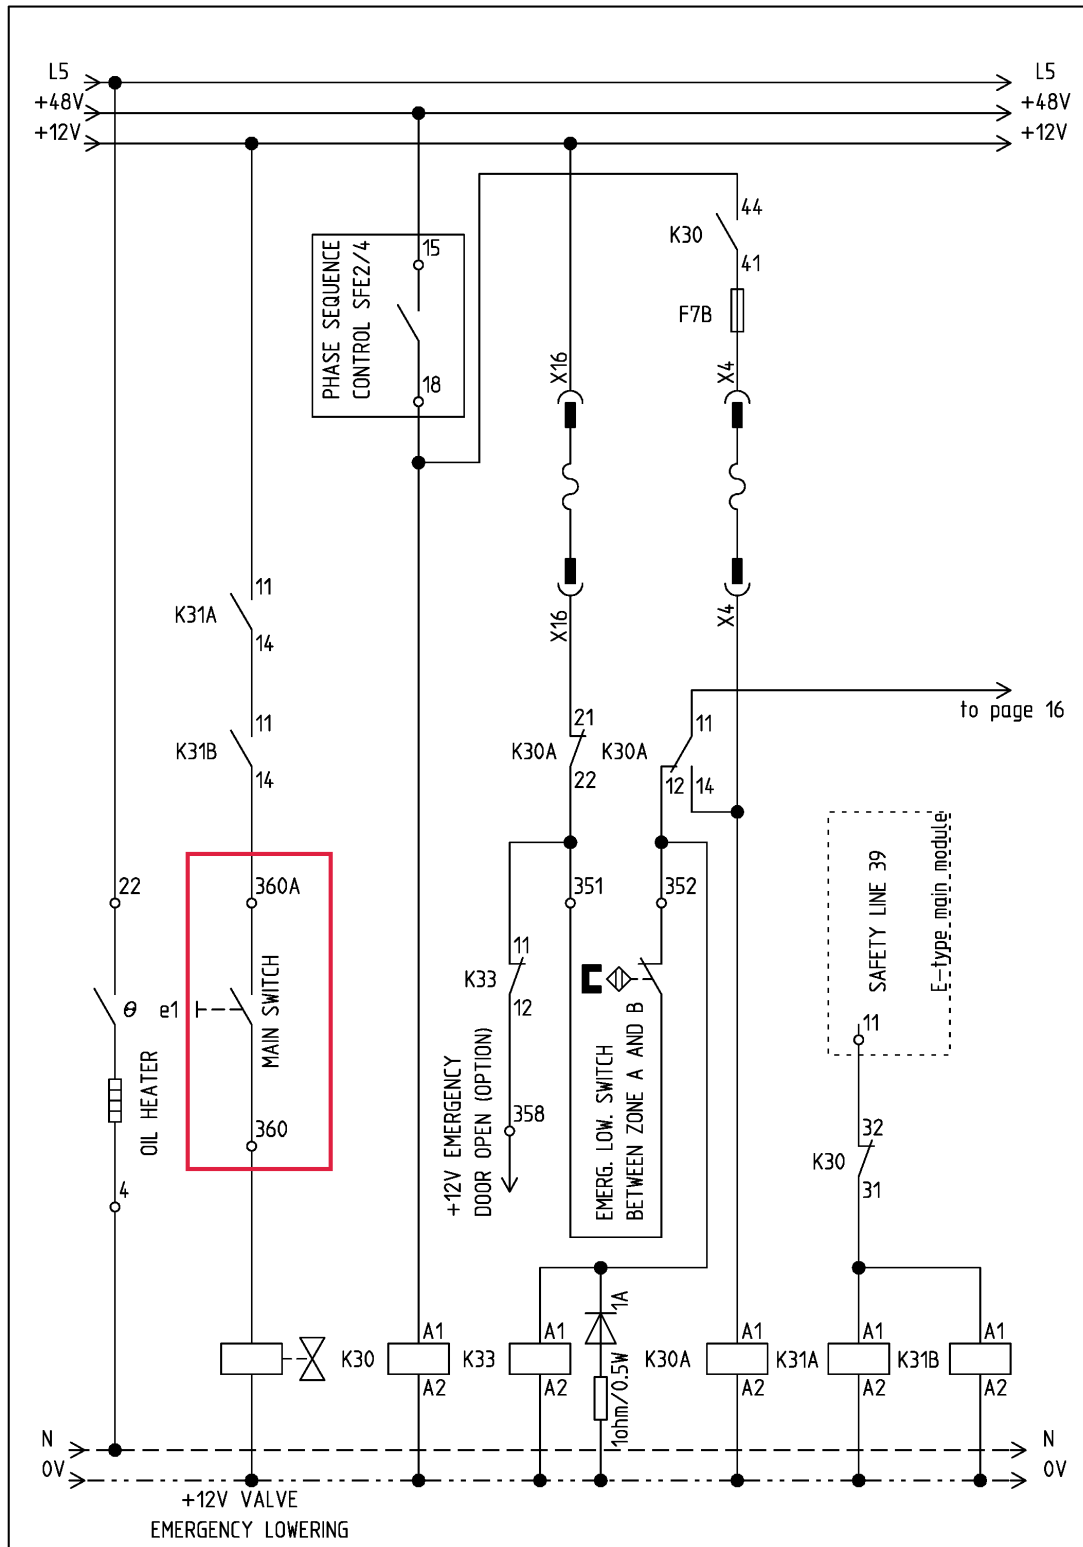 L5
L5
+48V
+48V
+12V
+12V
44
K30
41
PHASE SEQUENCE
CONTROL SFE2/4
15
18
F7B
X16
X4
11
K31A
14
X16
X4
11
K31B
14
21
K30A
22
K30A
11
12
14
to page 16
22
360A
351
352
SAFETY LINE 39
E-type main module
11
K33
12
θ
e1
MAIN SWITCH
OIL HEATER
360
4
+12V EMERGENCY
DOOR OPEN (OPTION)
358
EMERG. LOW. SWITCH
BETWEEN ZONE A AND B
11
32
K30
31
1A
1ohm/0.5W
K30
A1
A2
K33
A1
A2
K30A
A1
A2
K31A
A1
A2
K31B
A1
A2
N
N
0V
0V
+12V VALVE
EMERGENCY LOWERING